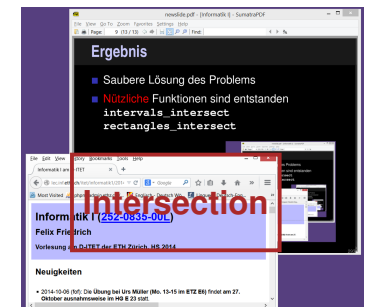 newslide.pdf - [Informatik I] - SumatraPDF
File View Go To Zoom Favorites Settings Help
Page: 9 (13 / 13) Find:
Ergebnis
Saubere Lösung des Problems
Nützliche Funktionen sind entstanden
intervals_intersect
rectangles_intersect
File Edit View History Bookmarks Tools Help
Informatik I am
Google
Most Visited
Intersection
Informatik I (252-0835-00L)
Felix Friedrich
Vorlesung am D-ITET der ETH Zürich, HS 2014
Neuigkeiten
2014-10-06 (fof): Die Übung bei Urs Müller (Mo. 13-15 im ETZ E6) findet am 27.
Oktober ausnahmsweise im HG E 23 statt.